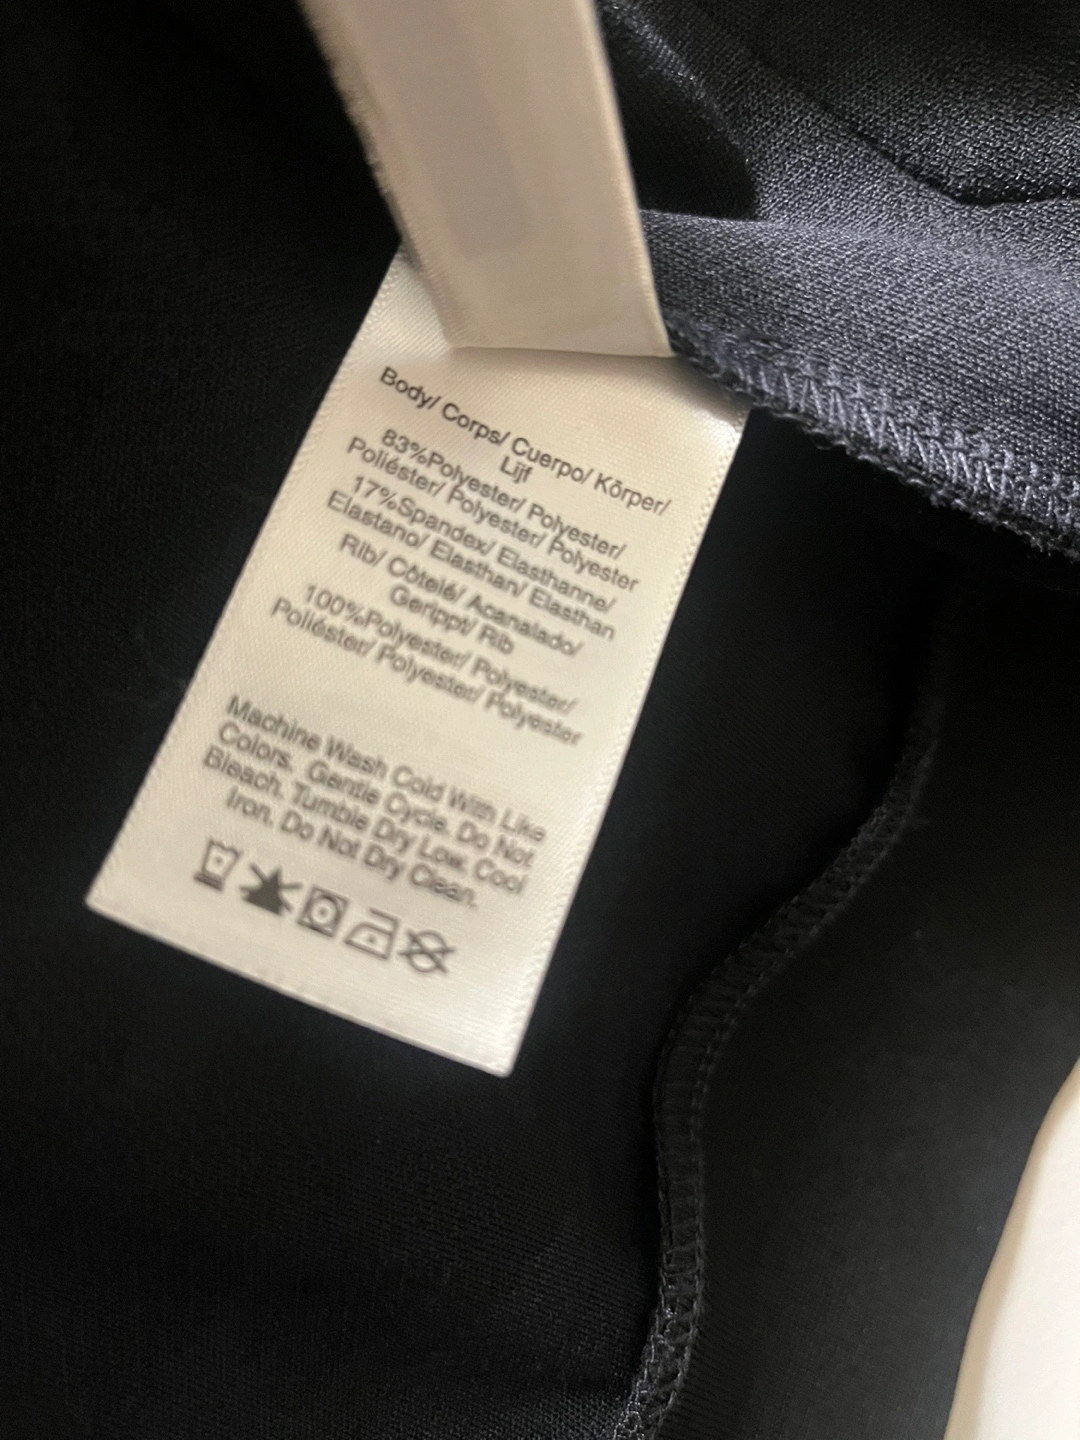 Body/ Corps/ Cuerpo/ Körper/
Lijf
83%Polyester/ Polyester/
Poliéster/ Polyester/ Polyester
17%Spandex/ Elasthanne/
Elastano/ Elasthan/ Elasthan
Rib/ Côtelé/ Acanalado/
Gerippt/ Rib
100%Polyester/ Polyester/
Poliéster/ Polyester/ Polyester
Machine Wash Cold With Like
Colors. Gentle Cycle. Do Not
Bleach. Tumble Dry Low. Cool
Iron. Do Not Dry Clean.